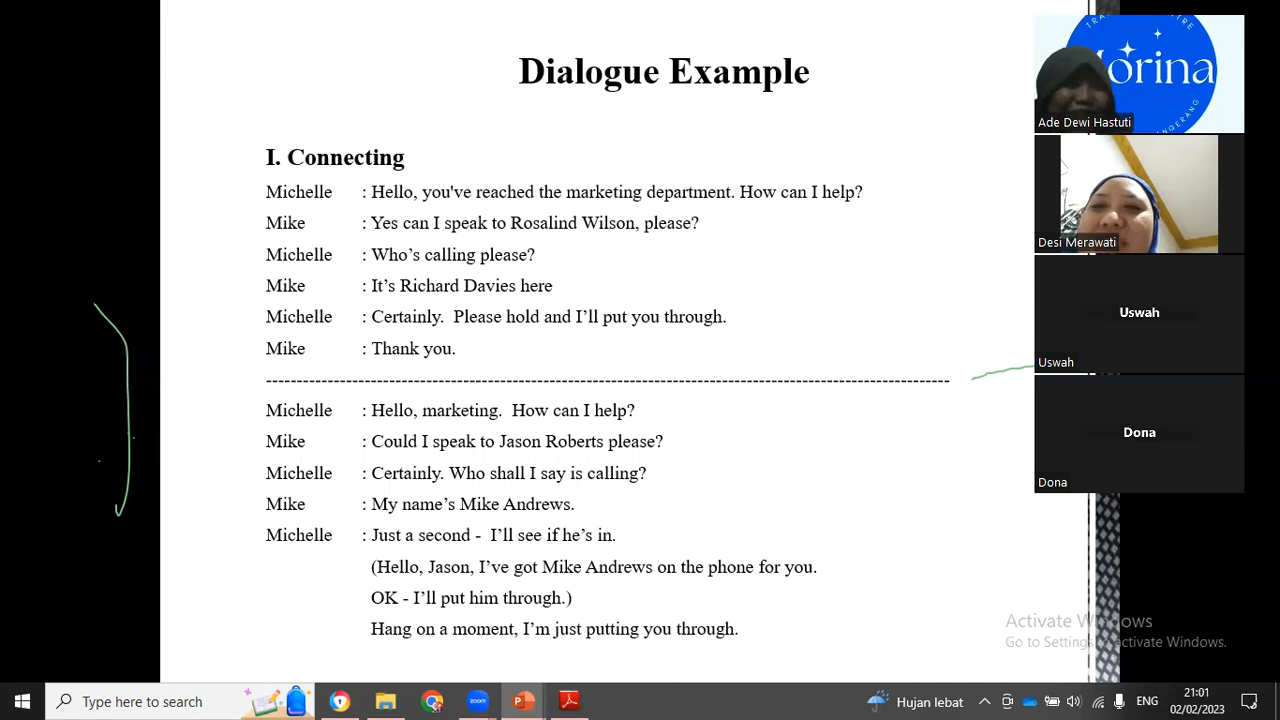 Dialogue Example
I. Connecting
Michelle : Hello, you've reached the marketing department. How can I help?
Mike : Yes can I speak to Rosalind Wilson, please?
Michelle : Who’s calling please?
Mike : It’s Richard Davies here
Michelle : Certainly. Please hold and I’ll put you through.
Mike : Thank you.
--------------------------------------------------------------------------------------------------------------
Michelle : Hello, marketing. How can I help?
Mike : Could I speak to Jason Roberts please?
Michelle : Certainly. Who shall I say is calling?
Mike : My name’s Mike Andrews.
Michelle : Just a second - I’ll see if he’s in.
(Hello, Jason, I’ve got Mike Andrews on the phone for you.
OK - I’ll put him through.)
Hang on a moment, I’m just putting you through.
orina
Ade Dewi Hastuti
Desi Merawati
Uswah
Uswah
Dona
Dona
Activate Windows
Go to Settings to activate Windows.
Type here to search
zoom
Hujan lebat
ENG
21:01
02/02/2023